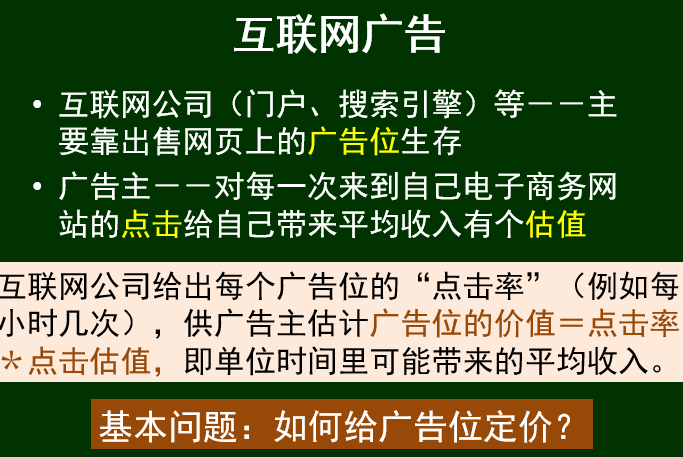 互联网广告
• 互联网公司（门户、搜索引擎）等－－主
要靠出售网页上的广告位生存
• 广告主－－对每一次来到自己电子商务网
站的点击给自己带来平均收入有个估值
互联网公司给出每个广告位的“点击率”（例如每
小时几次），供广告主估计广告位的价值＝点击率
＊点击估值，即单位时间里可能带来的平均收入。
基本问题：如何给广告位定价？